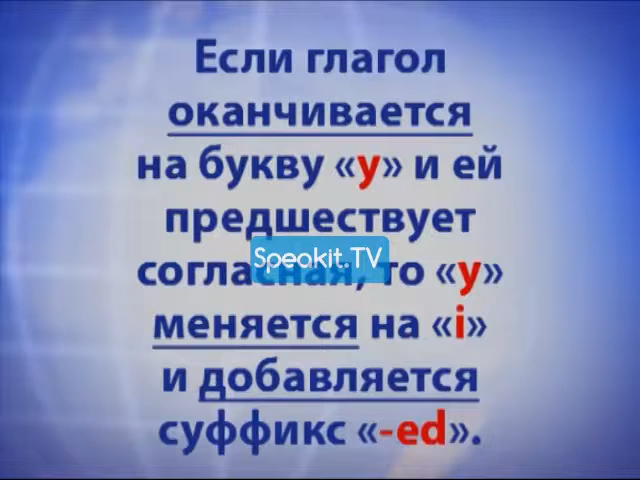 Если глагол
оканчивается
на букву «y» и ей
предшествует
Speakit.TV
согласная, то «y»
меняется на «i»
и добавляется
суффикс «-ed».